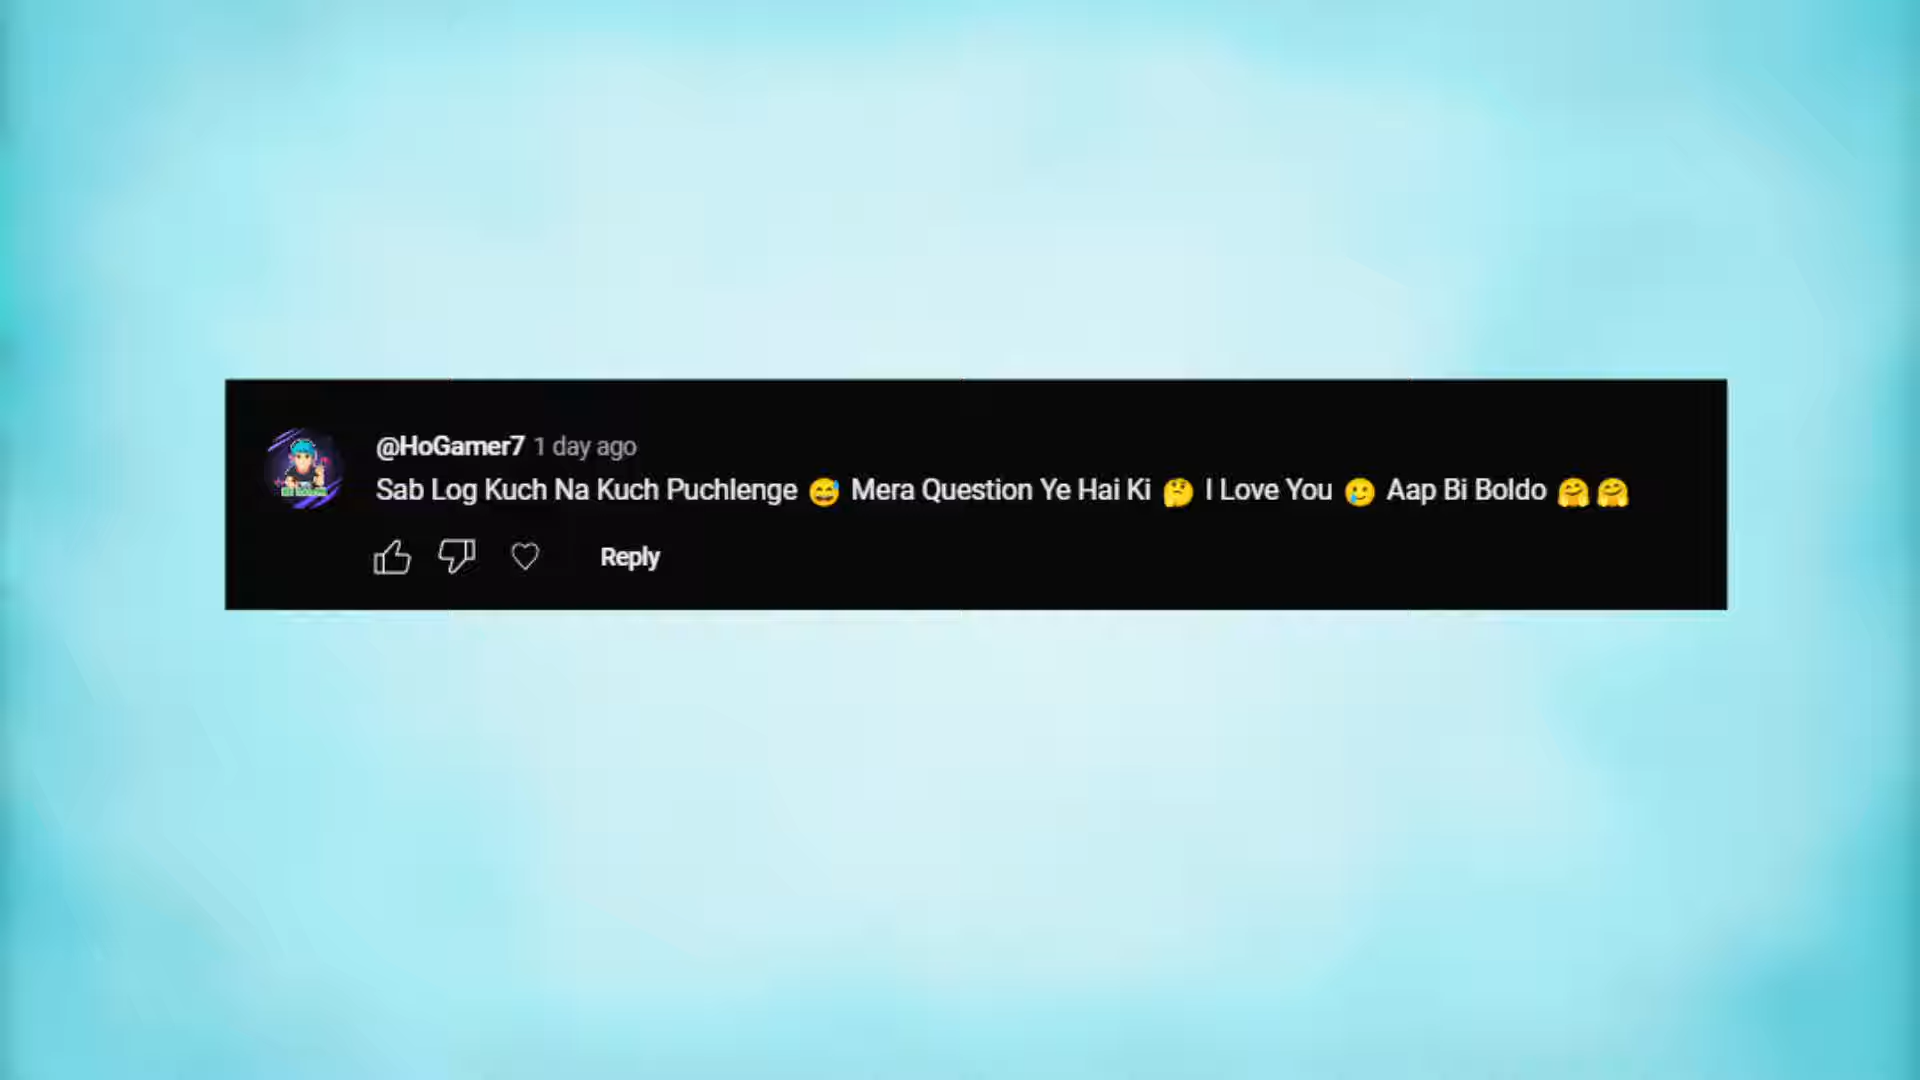 @HoGamer7 1 day ago
Sab Log Kuch Na Kuch Puchlenge 😅 Mera Question Ye Hai Ki 🤔 I Love You 🥲 Aap Bi Boldo 🤗🤗
Reply